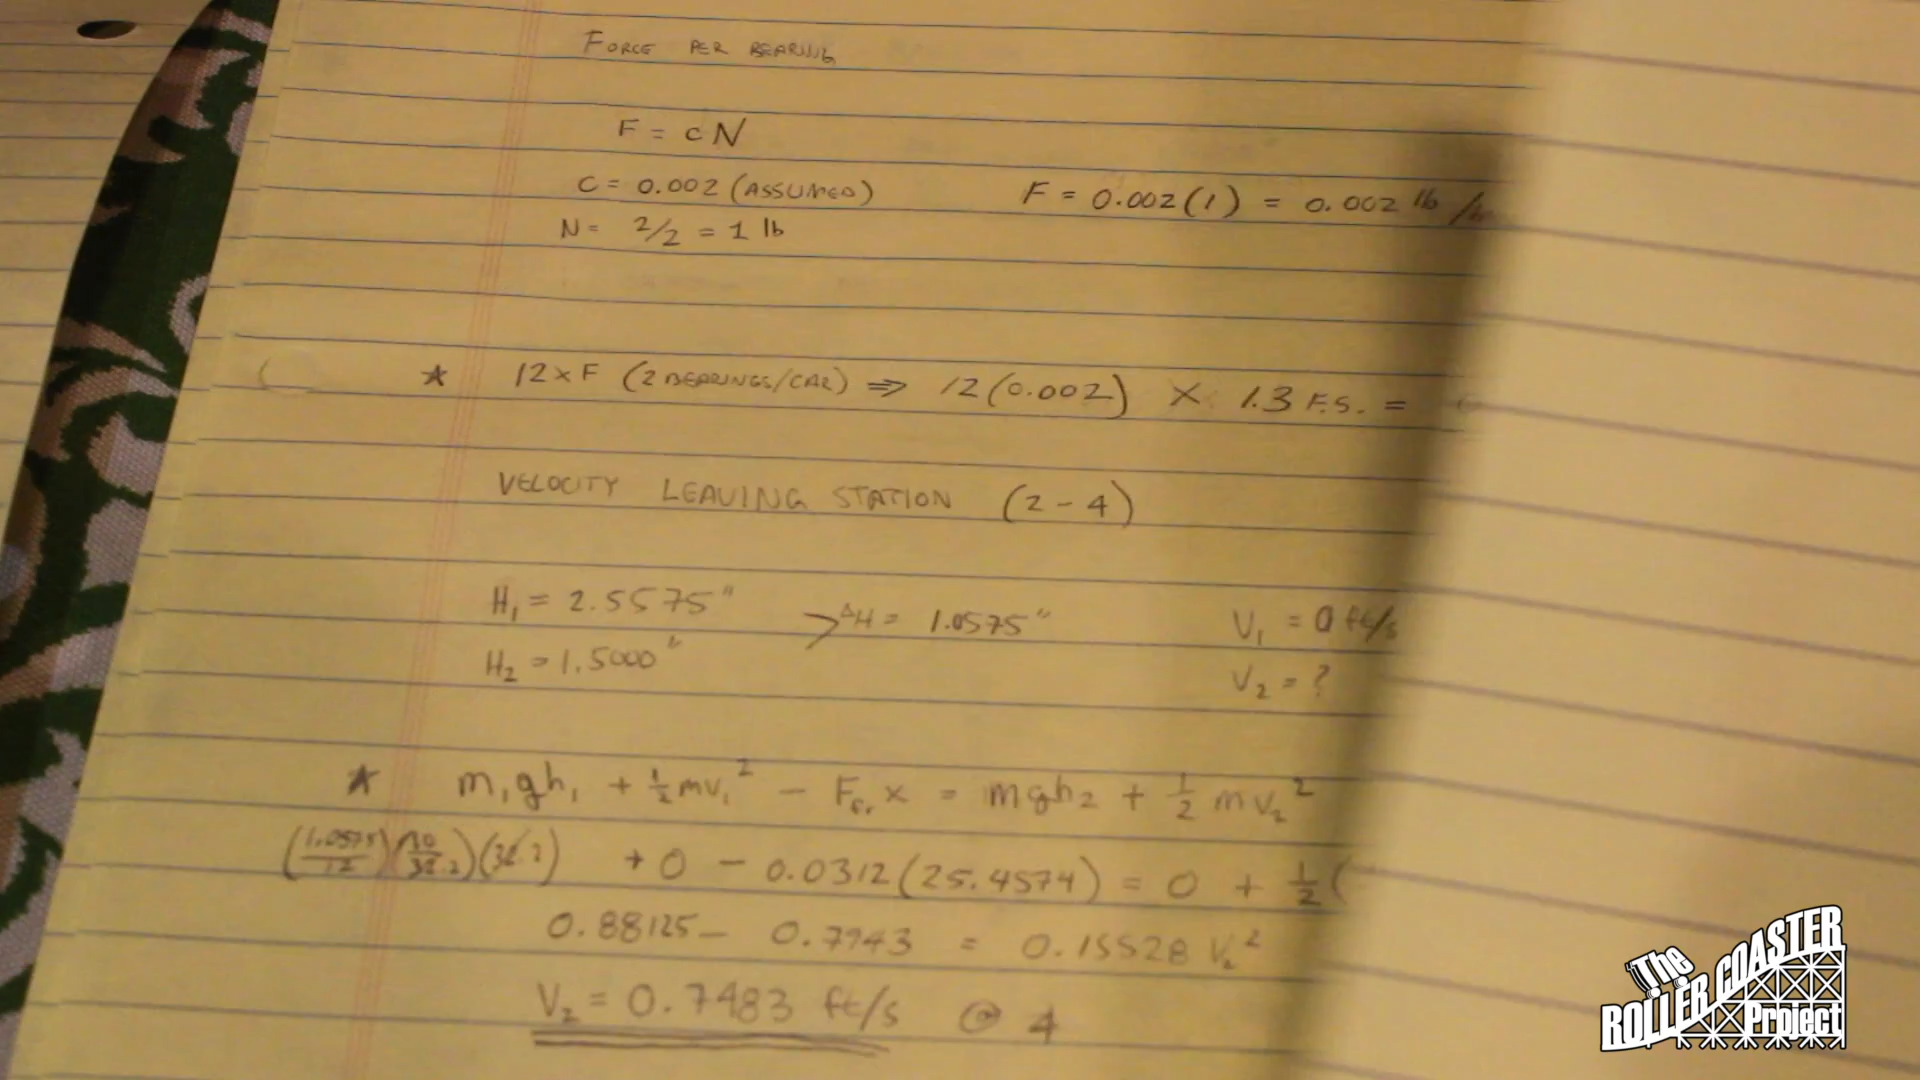 FORCE PER BEARING
F = cN
C = 0.002 (ASSUMED) F = 0.002(1) = 0.002 lb
N = 2/2 = 1 lb
* 12xF (2 BEARINGS/CAR) ⇒ 12(0.002) X 1.3 F.S. =
VELOCITY LEAVING STATION (2-4)
H₁ = 2.5575" >ΔH = 1.0575" V₁ = 0 ft/s
H₂ = 1.5000" V₂ = ?
* m₁gh₁ + ½mv₁² - Fₓ. x = mgh₂ + ½ mv₂²
(1.0575/12)(10/32.2)(32.2) + 0 - 0.0312(25.4574) = 0 + ½(
0.88125 - 0.7943 = 0.15528 V₂²
V₂ = 0.7483 ft/s @ 4
The
ROLLER COASTER
Project